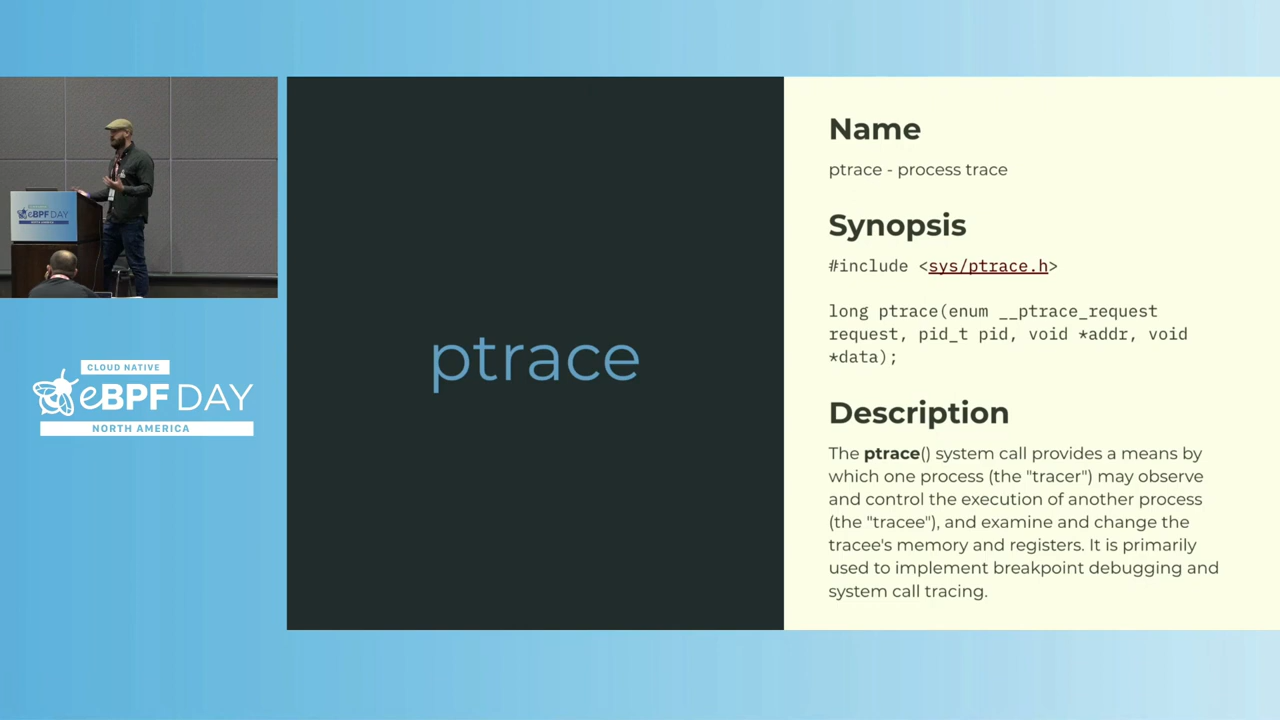 eBPF DAY
NORTH AMERICA
CLOUD NATIVE
eBPF DAY
NORTH AMERICA
ptrace
Name
ptrace - process trace
Synopsis
#include <sys/ptrace.h>
long ptrace(enum __ptrace_request
request, pid_t pid, void *addr, void
*data);
Description
The ptrace() system call provides a means by
which one process (the "tracer") may observe
and control the execution of another process
(the "tracee"), and examine and change the
tracee's memory and registers. It is primarily
used to implement breakpoint debugging and
system call tracing.